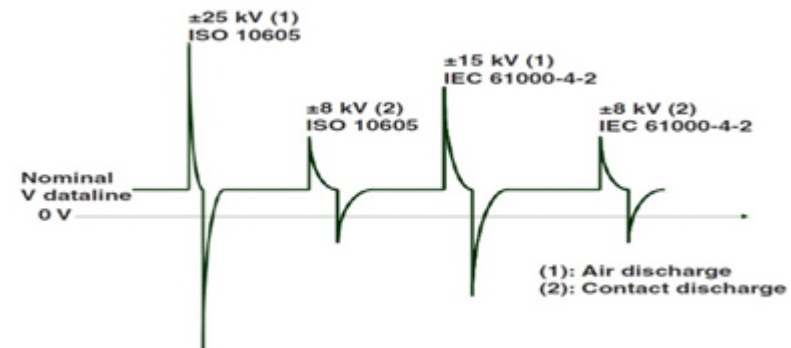 ±25 kV (1)
ISO 10605
±15 kV (1)
IEC 61000-4-2
±8 kV (2)
ISO 10605
±8 kV (2)
IEC 61000-4-2
Nominal
V dataline
0 V
(1): Air discharge
(2): Contact discharge